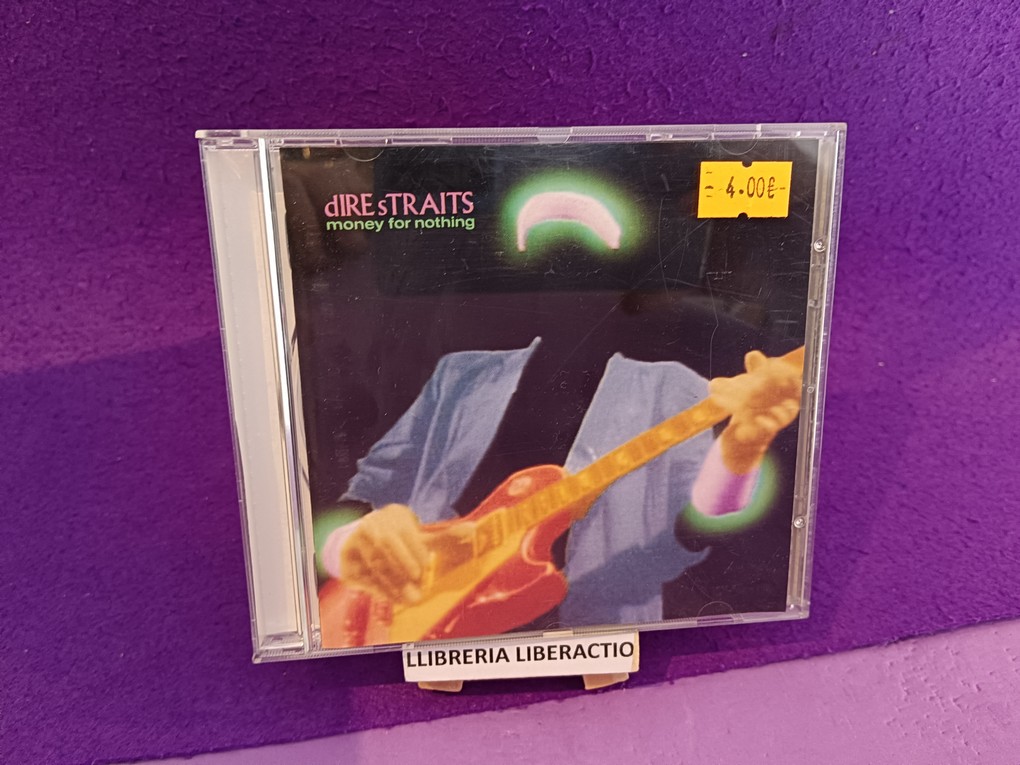 dIRE sTRAITS
money for nothing
4.00€
LLIBRERIA LIBERACTIO